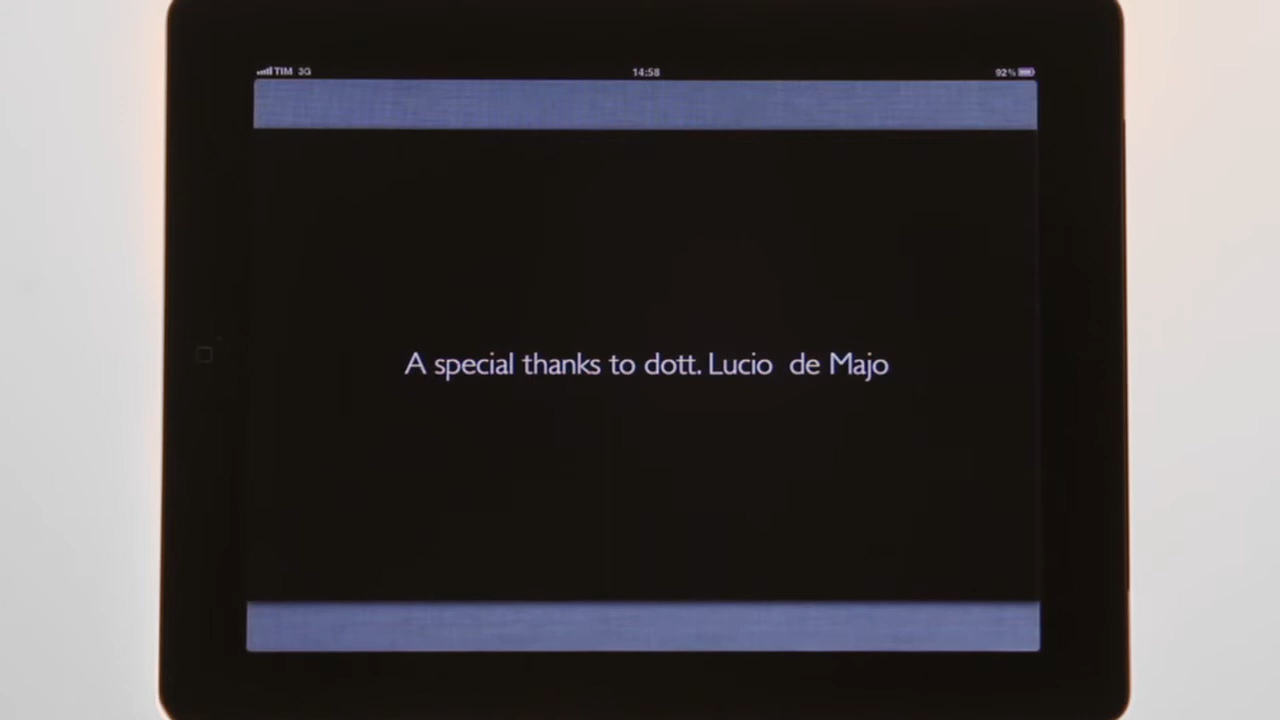 TIM 3G 14:58 92%
A special thanks to dott. Lucio de Majo